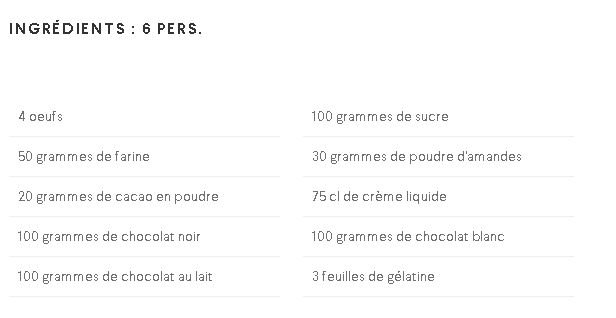 INGRÉDIENTS : 6 PERS.
4 oeufs
100 grammes de sucre
50 grammes de farine
30 grammes de poudre d'amandes
20 grammes de cacao en poudre
75 cl de crème liquide
100 grammes de chocolat noir
100 grammes de chocolat blanc
100 grammes de chocolat au lait
3 feuilles de gélatine